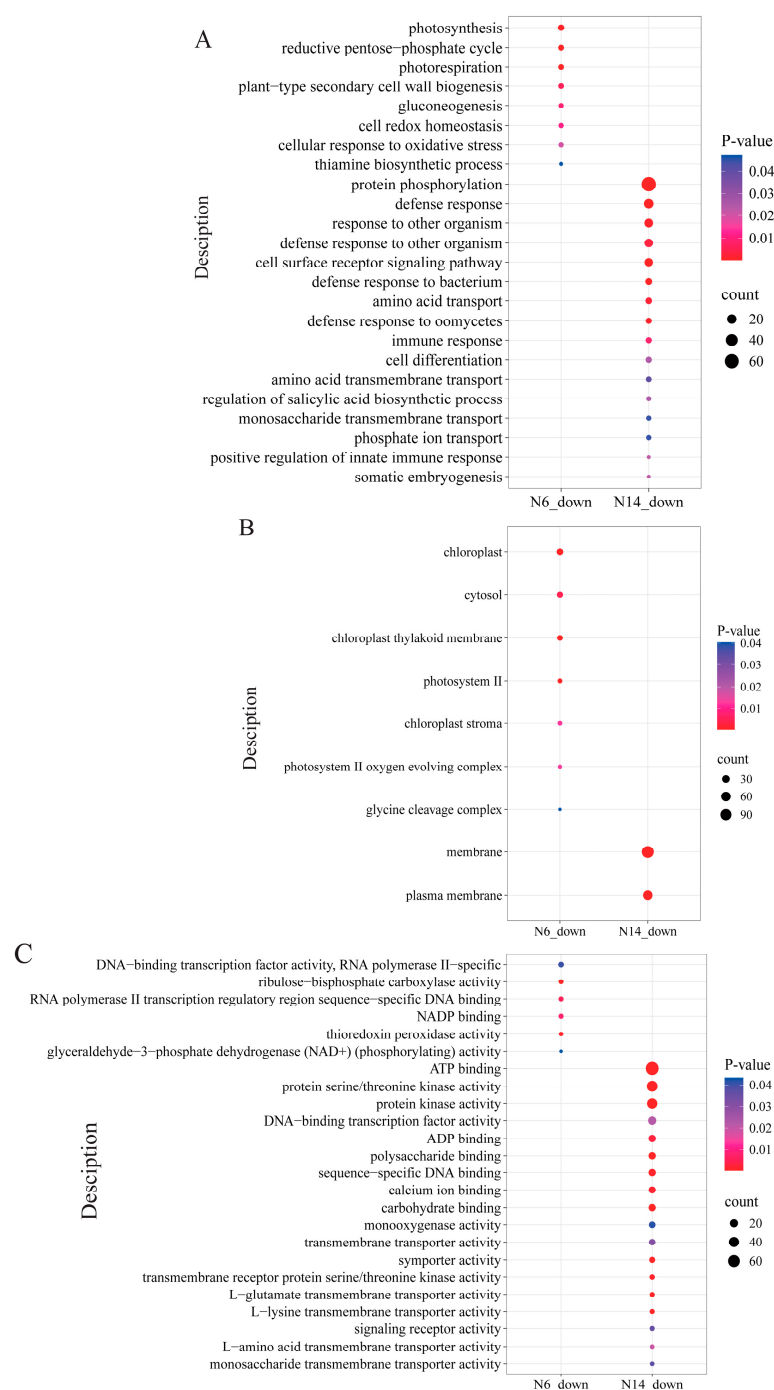 A
photosynthesis
reductive pentose−phosphate cycle
photorespiration
plant−type secondary cell wall biogenesis
gluconeogenesis
cell redox homeostasis
cellular response to oxidative stress
thiamine biosynthetic process
protein phosphorylation
defense response
response to other organism
defense response to other organism
cell surface receptor signaling pathway
defense response to bacterium
amino acid transport
defense response to oomycetes
immune response
cell differentiation
amino acid transmembrane transport
regulation of salicylic acid biosynthetic process
monosaccharide transmembrane transport
phosphate ion transport
positive regulation of innate immune response
somatic embryogenesis
Desciption
N6_down N14_down
P-value
0.04
0.03
0.02
0.01
count
20
40
60
B
chloroplast
cytosol
chloroplast thylakoid membrane
photosystem II
chloroplast stroma
photosystem II oxygen evolving complex
glycine cleavage complex
membrane
plasma membrane
Desciption
N6_down N14_down
P-value
0.04
0.03
0.02
0.01
count
30
60
90
C
DNA−binding transcription factor activity, RNA polymerase II−specific
ribulose−bisphosphate carboxylase activity
RNA polymerase II transcription regulatory region sequence−specific DNA binding
NADP binding
thioredoxin peroxidase activity
glyceraldehyde−3−phosphate dehydrogenase (NAD+) (phosphorylating) activity
ATP binding
protein serine/threonine kinase activity
protein kinase activity
DNA−binding transcription factor activity
ADP binding
polysaccharide binding
sequence−specific DNA binding
calcium ion binding
carbohydrate binding
monooxygenase activity
transmembrane transporter activity
symporter activity
transmembrane receptor protein serine/threonine kinase activity
L−glutamate transmembrane transporter activity
L−lysine transmembrane transporter activity
signaling receptor activity
L−amino acid transmembrane transporter activity
monosaccharide transmembrane transporter activity
Desciption
N6_down N14_down
P-value
0.04
0.03
0.02
0.01
count
20
40
60